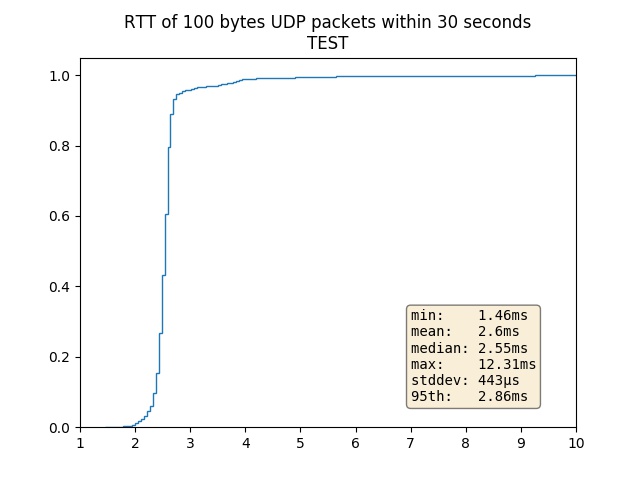 RTT of 100 bytes UDP packets within 30 seconds
TEST
1.0
0.8
0.6
0.4
0.2
0.0
min: 1.46ms
mean: 2.6ms
median: 2.55ms
max: 12.31ms
stddev: 443µs
95th: 2.86ms
1 2 3 4 5 6 7 8 9 10